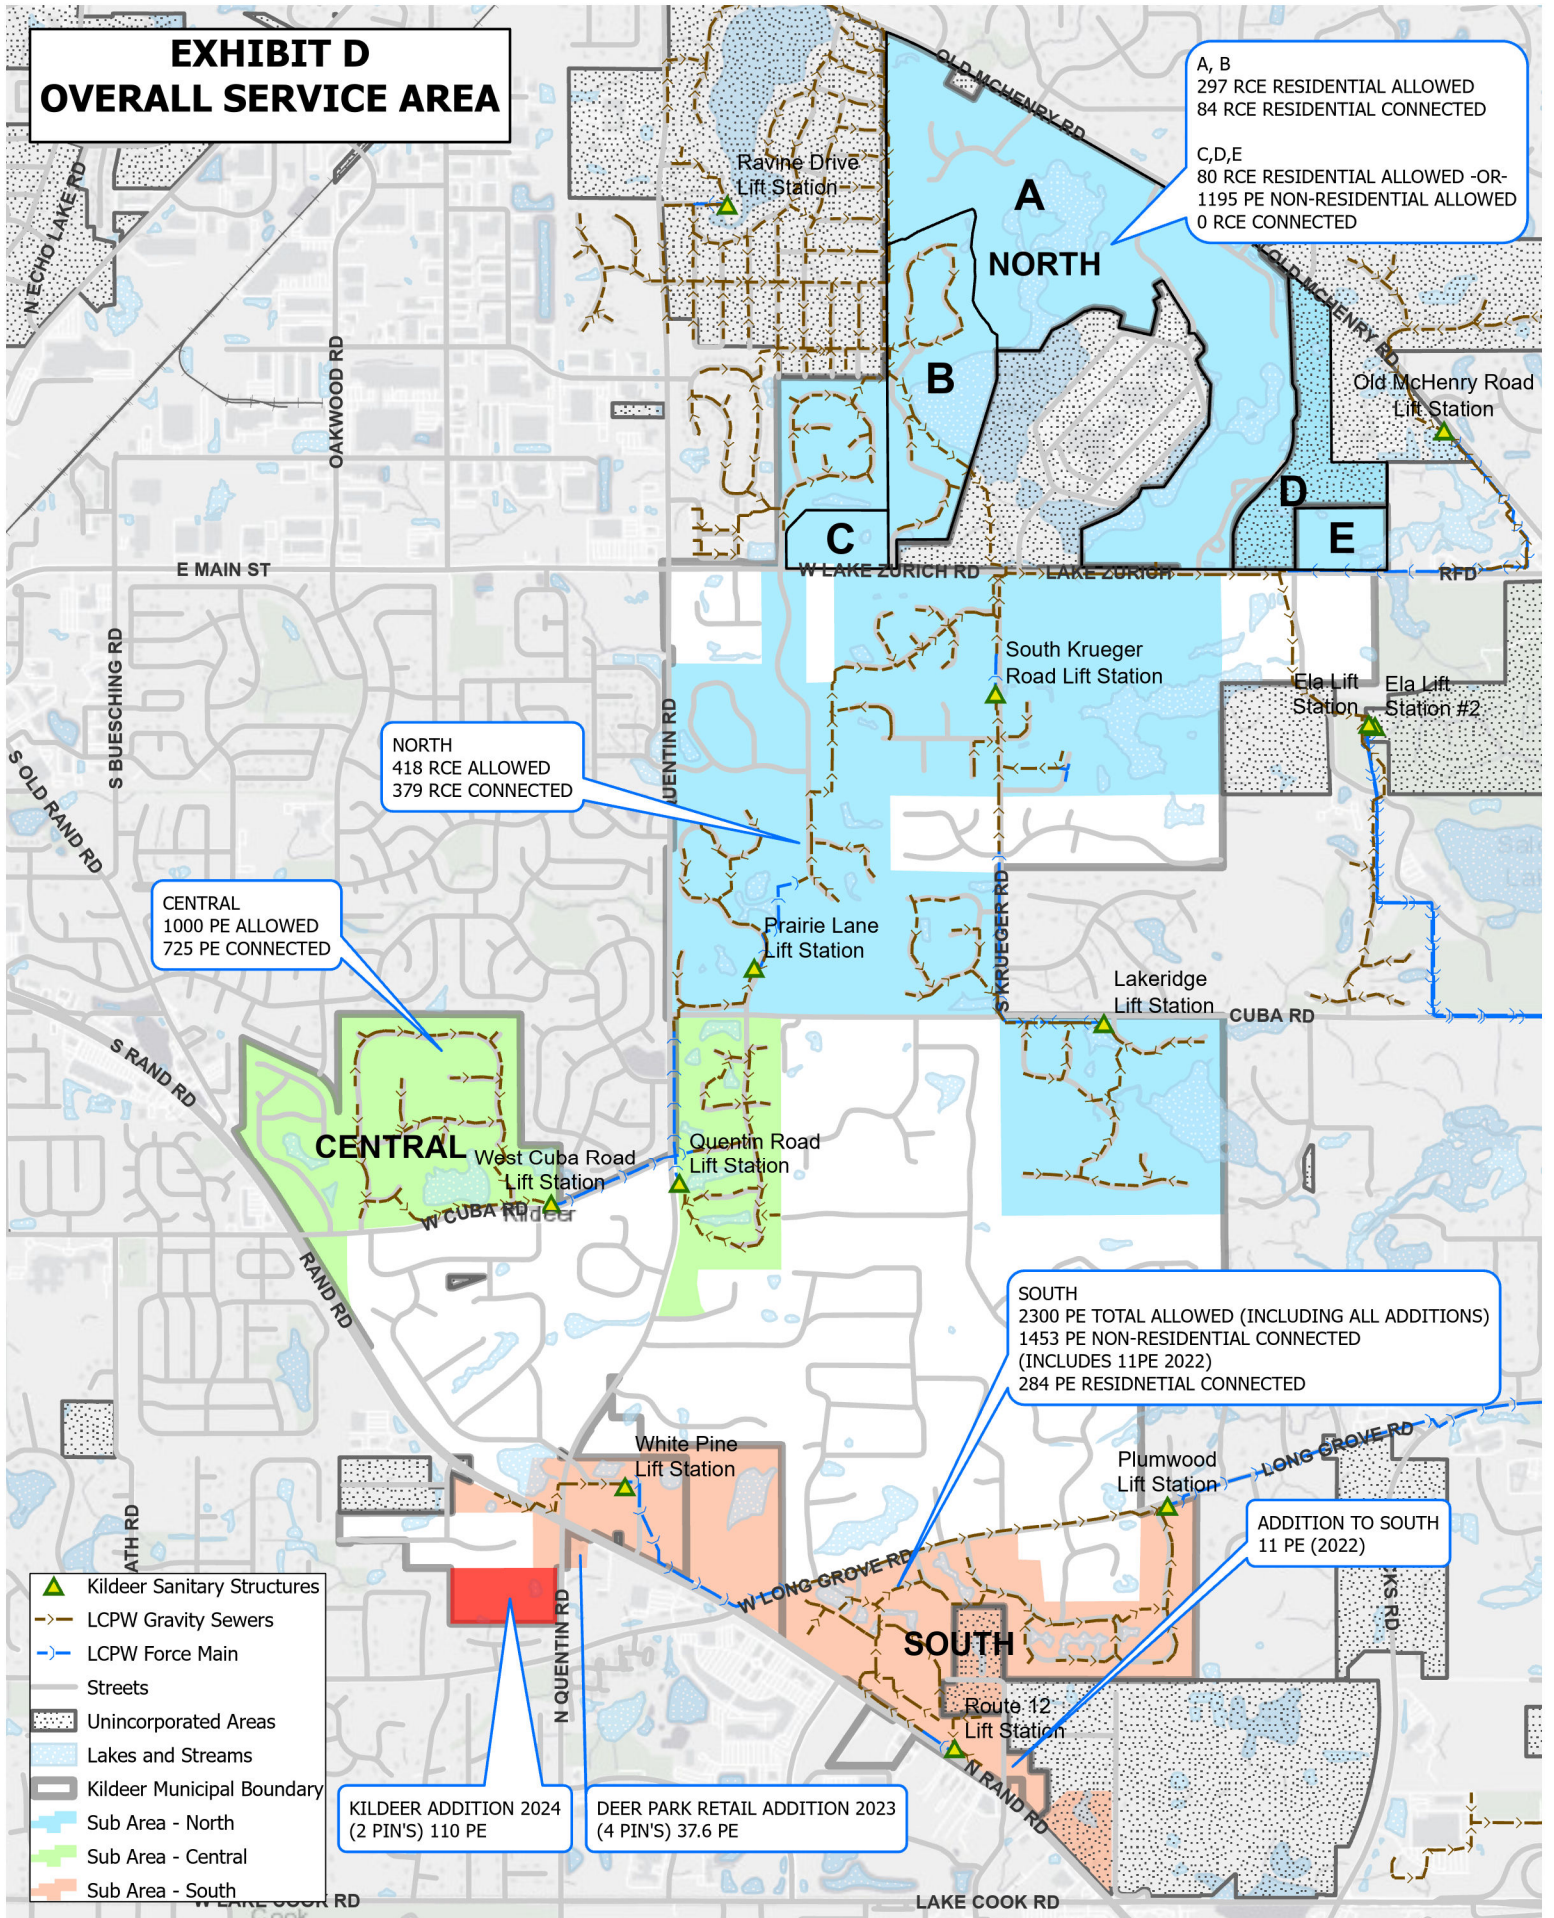 EXHIBIT D
OVERALL SERVICE AREA
A, B
297 RCE RESIDENTIAL ALLOWED
84 RCE RESIDENTIAL CONNECTED
C,D,E
80 RCE RESIDENTIAL ALLOWED -OR-
1195 PE NON-RESIDENTIAL ALLOWED
0 RCE CONNECTED
OLD MCHENRY RD
Ravine Drive
Lift Station
N ECHO LAKE RD
A
NORTH
OLD MCHENRY RD
OAKWOOD RD
B
Old McHenry Road
Lift Station
D
C
E
E MAIN ST
W LAKE ZURICH RD
LAKE ZURICH
RFD
S BUESCHING RD
South Krueger
Road Lift Station
Ela Lift
Station
Ela Lift
Station #2
QUENTIN RD
S OLD RAND RD
NORTH
418 RCE ALLOWED
379 RCE CONNECTED
CENTRAL
1000 PE ALLOWED
725 PE CONNECTED
Prairie Lane
Lift Station
S KRUEGER RD
Lakeridge
Lift Station
CUBA RD
S RAND RD
CENTRAL
West Cuba Road
Lift Station
Quentin Road
Lift Station
W CUBA RD
Kildeer
RAND RD
SOUTH
2300 PE TOTAL ALLOWED (INCLUDING ALL ADDITIONS)
1453 PE NON-RESIDENTIAL CONNECTED
(INCLUDES 11PE 2022)
284 PE RESIDNETIAL CONNECTED
White Pine
Lift Station
Plumwood
Lift Station
LONG GROVE RD
ADDITION TO SOUTH
11 PE (2022)
ATH RD
W LONG GROVE RD
KS RD
N QUENTIN RD
SOUTH
Route 12
Lift Station
N RAND RD
Kildeer Sanitary Structures
LCPW Gravity Sewers
LCPW Force Main
Streets
Unincorporated Areas
Lakes and Streams
Kildeer Municipal Boundary
Sub Area - North
Sub Area - Central
Sub Area - South
KILDEER ADDITION 2024
(2 PIN'S) 110 PE
DEER PARK RETAIL ADDITION 2023
(4 PIN'S) 37.6 PE
W LAKE COOK RD
LAKE COOK RD
Cook